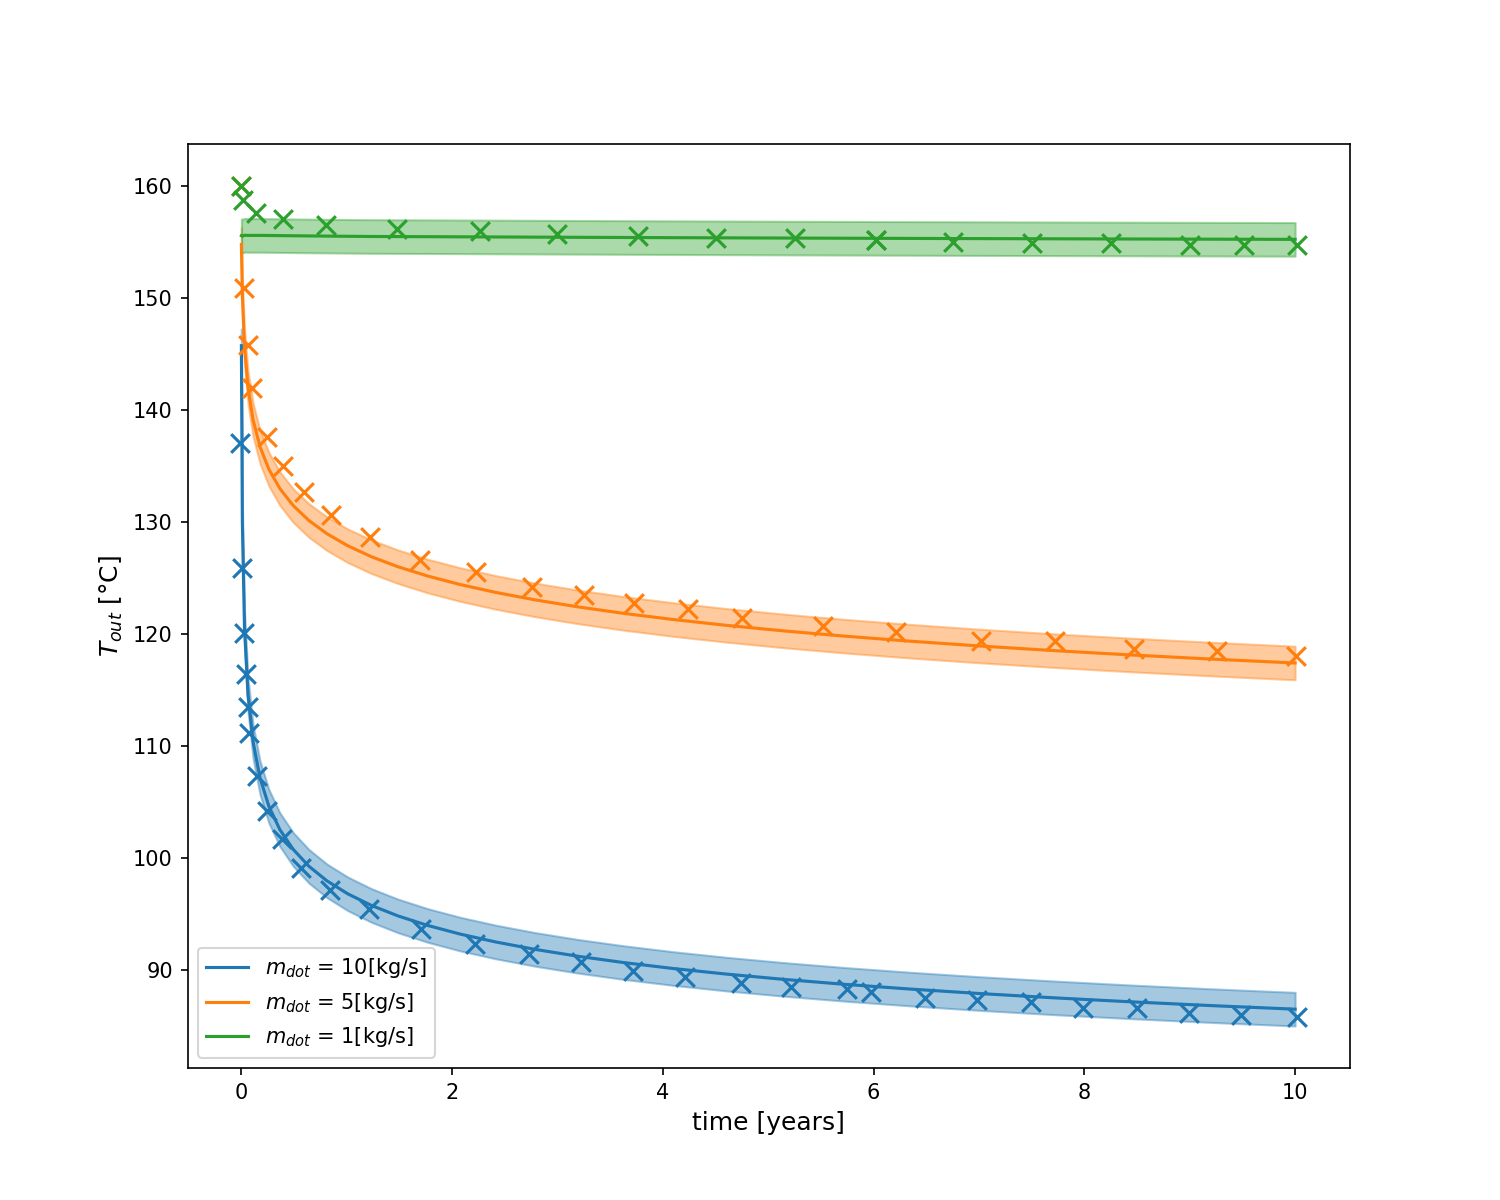 160
150
140
130
120
110
100
90
T_out [°C]
m_dot = 10[kg/s]
m_dot = 5[kg/s]
m_dot = 1[kg/s]
0 2 4 6 8 10
time [years]